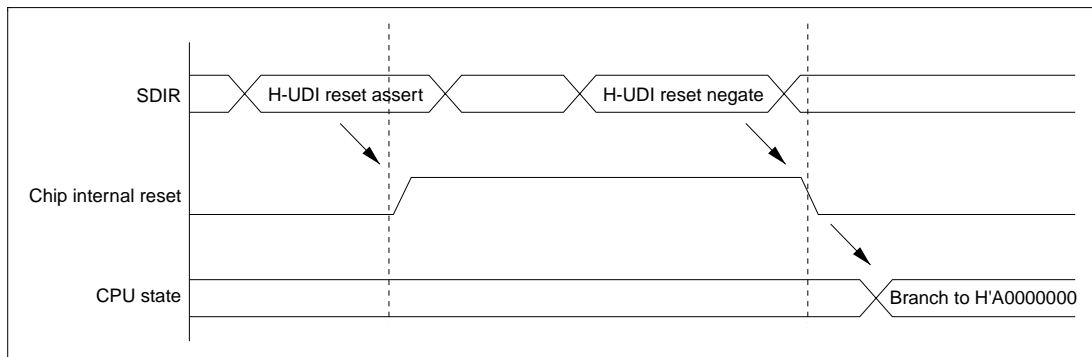 SDIR
H-UDI reset assert
H-UDI reset negate
Chip internal reset
CPU state
Branch to H'A0000000